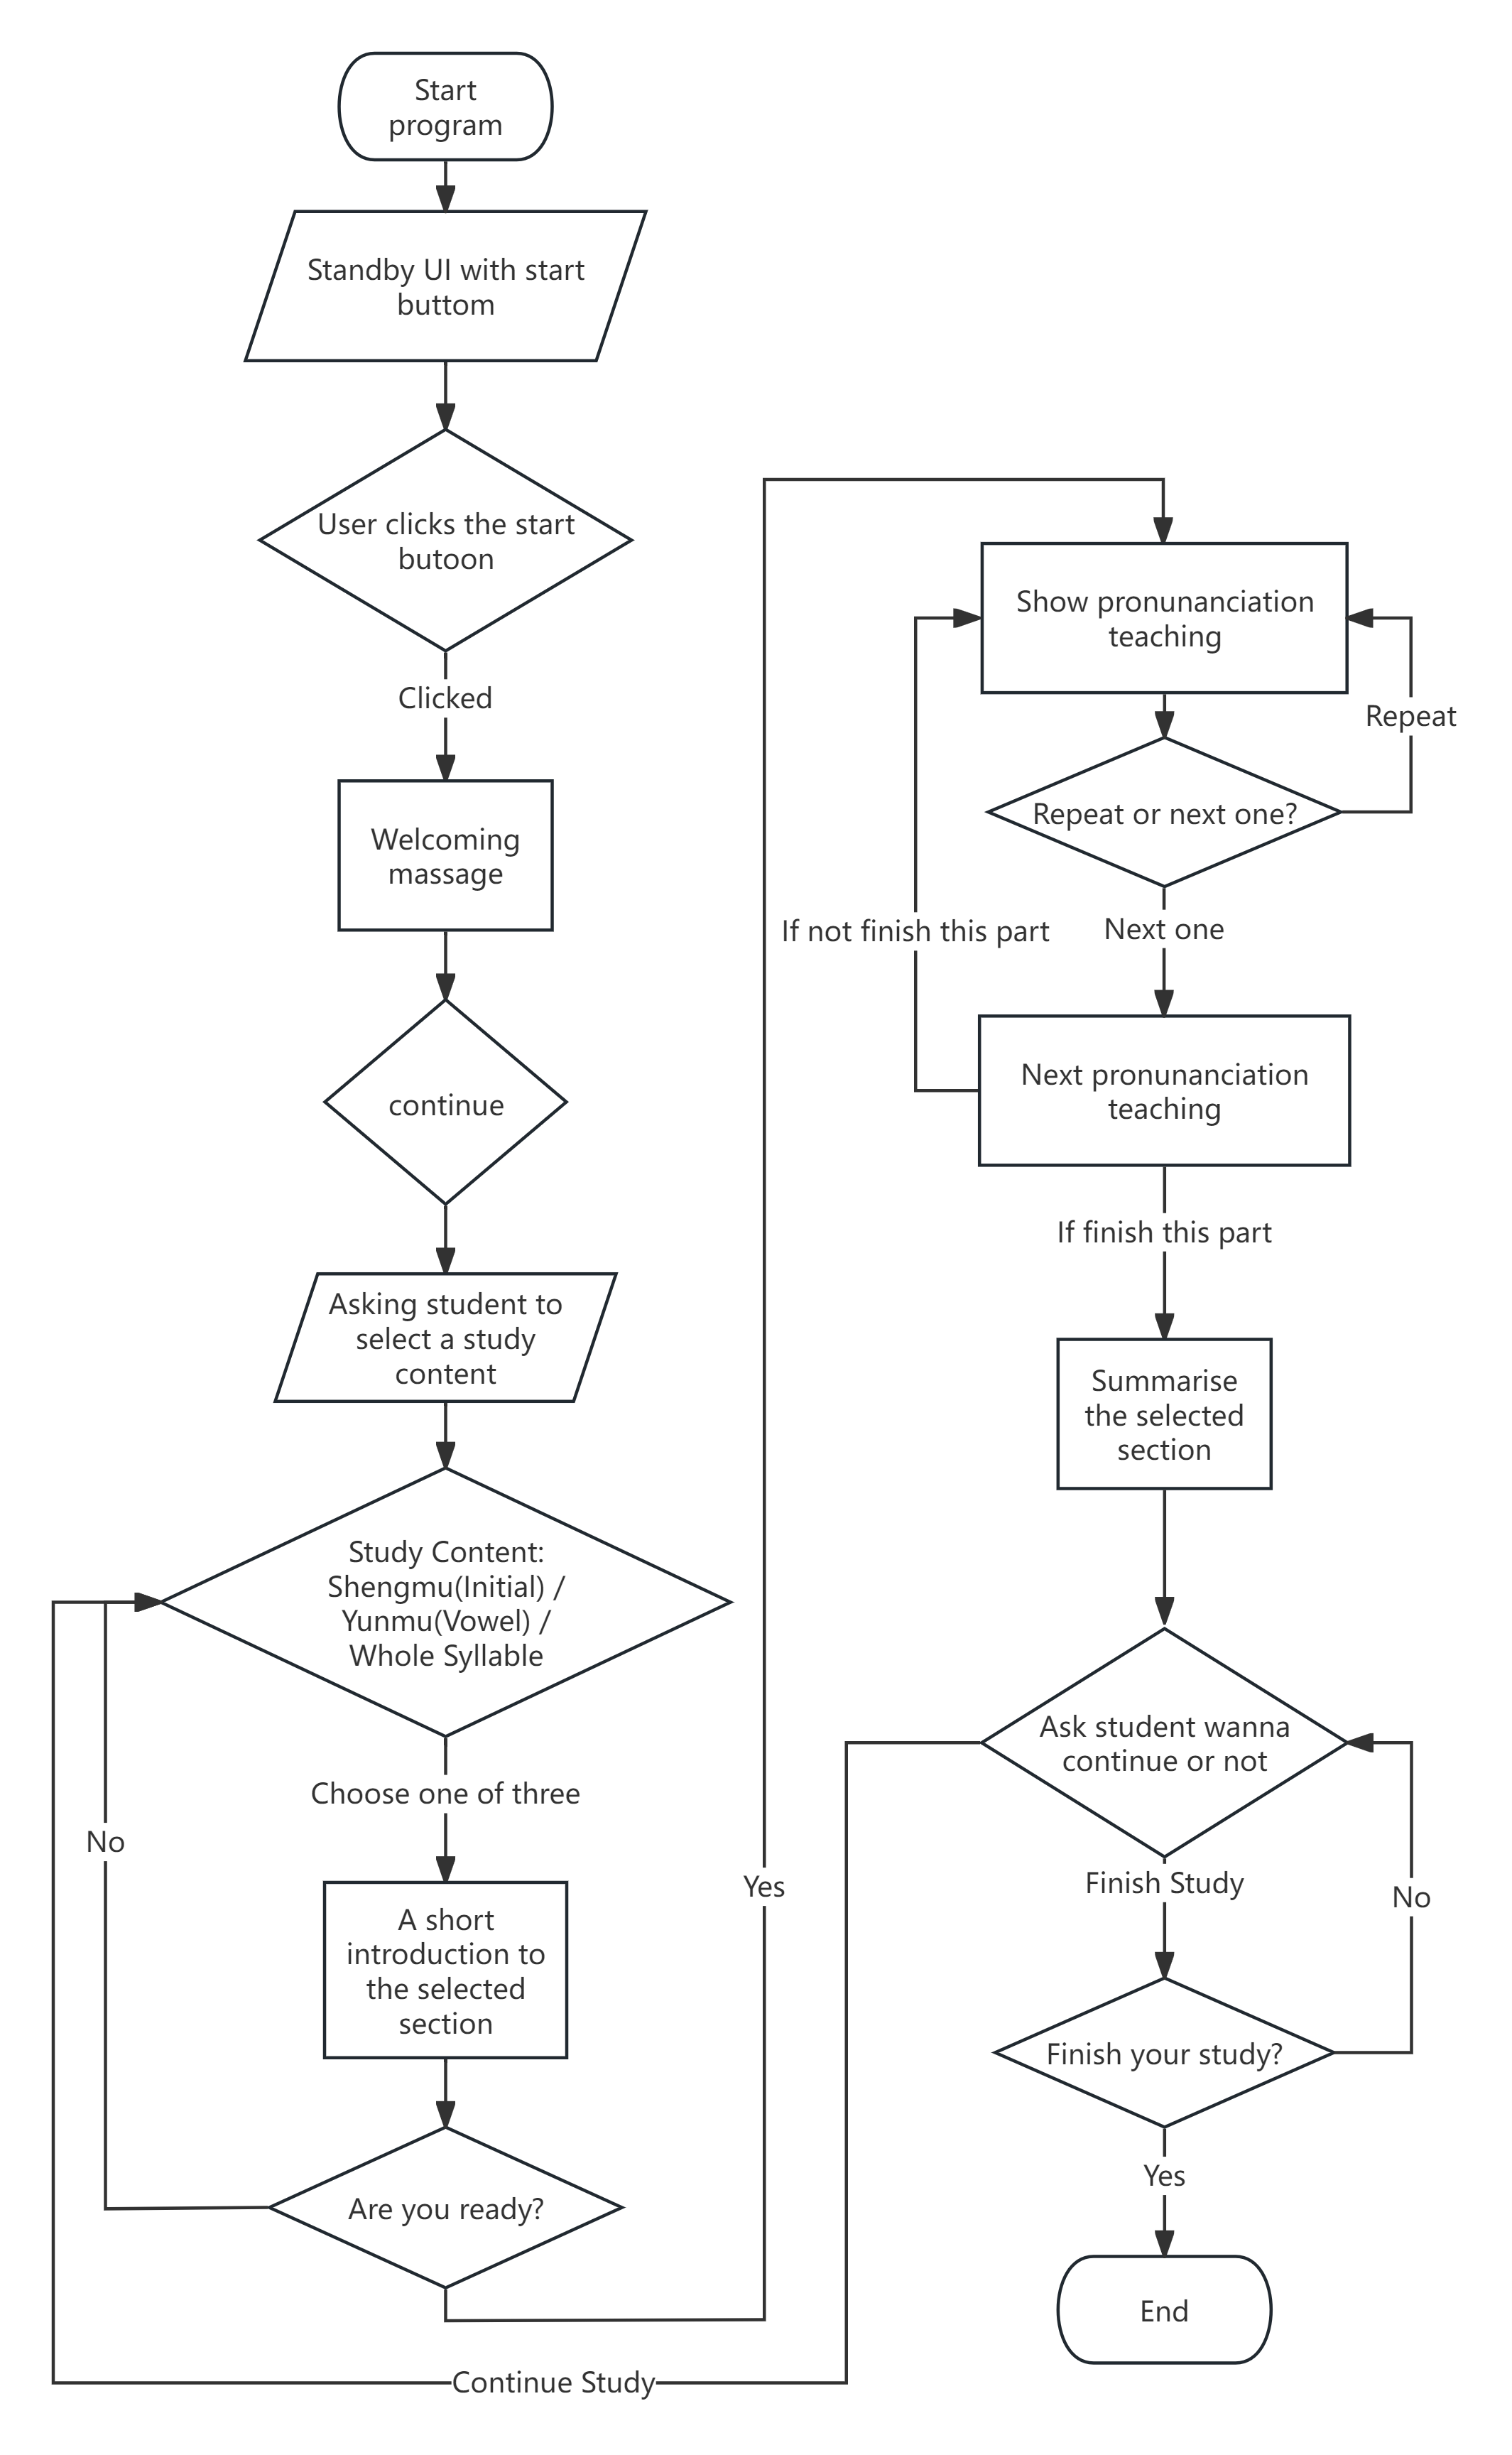 Start
program
Standby UI with start
buttom
User clicks the start
butoon
Clicked
Welcoming
massage
continue
Asking student to
select a study
content
Study Content:
Shengmu(Initial) /
Yunmu(Vowel) /
Whole Syllable
Choose one of three
No
A short
introduction to
the selected
section
Are you ready?
Yes
Continue Study
Show pronunanciation
teaching
Repeat
Repeat or next one?
If not finish this part
Next one
Next pronunanciation
teaching
If finish this part
Summarise
the selected
section
Ask student wanna
continue or not
Finish Study
No
Finish your study?
Yes
End